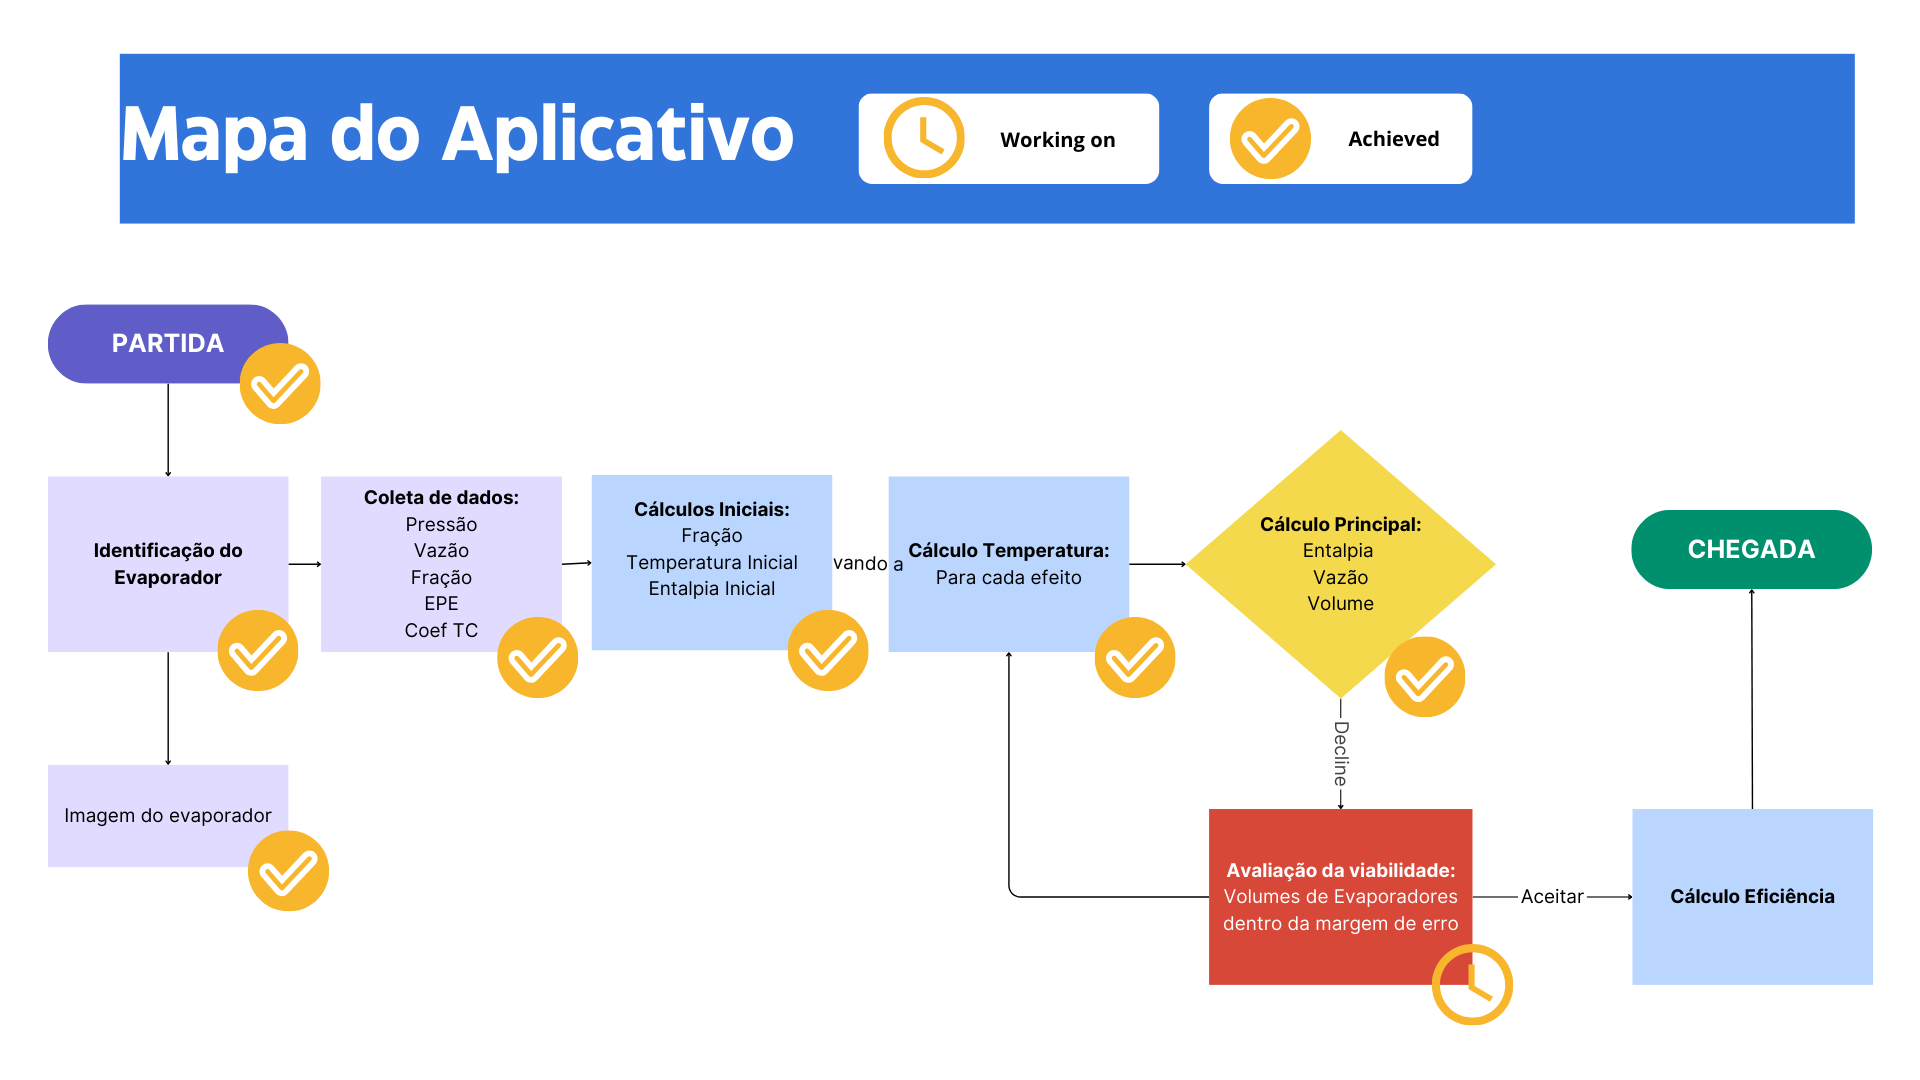 Mapa do Aplicativo
Working on
Achieved
PARTIDA
Identificação do
Evaporador
Coleta de dados:
Pressão
Vazão
Fração
EPE
Coef TC
Cálculos Iniciais:
Fração
Temperatura Inicial
Entalpia Inicial
vando a
Cálculo Temperatura:
Para cada efeito
Cálculo Principal:
Entalpia
Vazão
Volume
CHEGADA
Decline
Imagem do evaporador
Avaliação da viabilidade:
Volumes de Evaporadores
dentro da margem de erro
Aceitar
Cálculo Eficiência